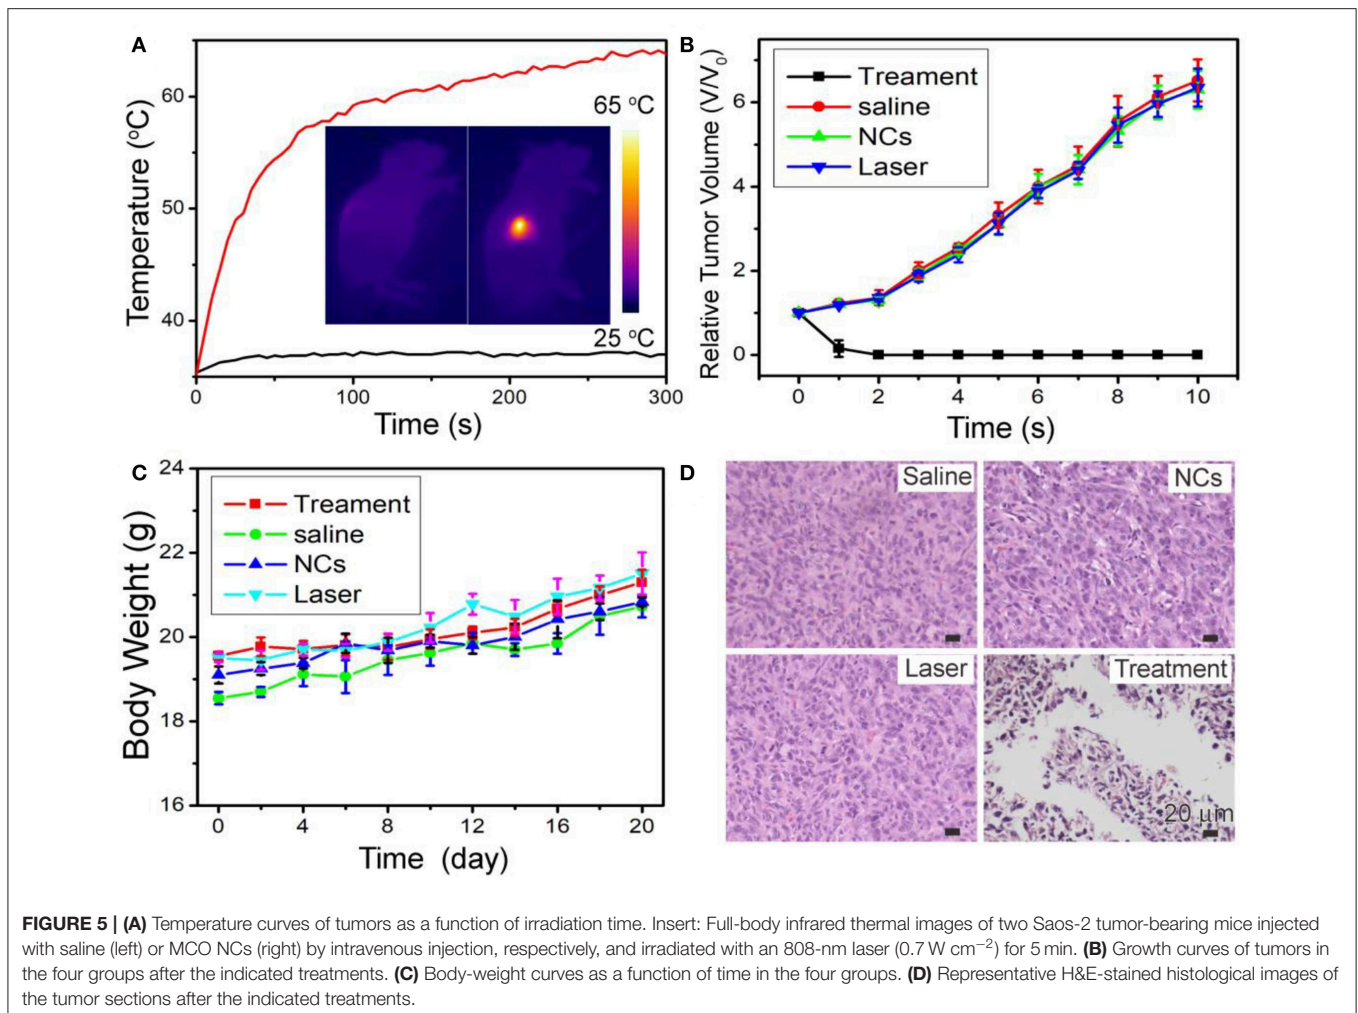 A
Temperature (°C)
60
50
40
0
100
200
300
Time (s)
65 °C
25 °C
B
Relative Tumor Volume (V/V₀)
6
4
2
0
Treament
saline
NCs
Laser
0
2
4
6
8
10
Time (s)
C
Body Weight (g)
24
22
20
18
16
Treament
saline
NCs
Laser
0
4
8
12
16
20
Time (day)
D
Saline
NCs
Laser
Treatment
20 µm
FIGURE 5 | (A) Temperature curves of tumors as a function of irradiation time. Insert: Full-body infrared thermal images of two Saos-2 tumor-bearing mice injected
with saline (left) or MCO NCs (right) by intravenous injection, respectively, and irradiated with an 808-nm laser (0.7 W cm⁻²) for 5 min. (B) Growth curves of tumors in
the four groups after the indicated treatments. (C) Body-weight curves as a function of time in the four groups. (D) Representative H&E-stained histological images of
the tumor sections after the indicated treatments.